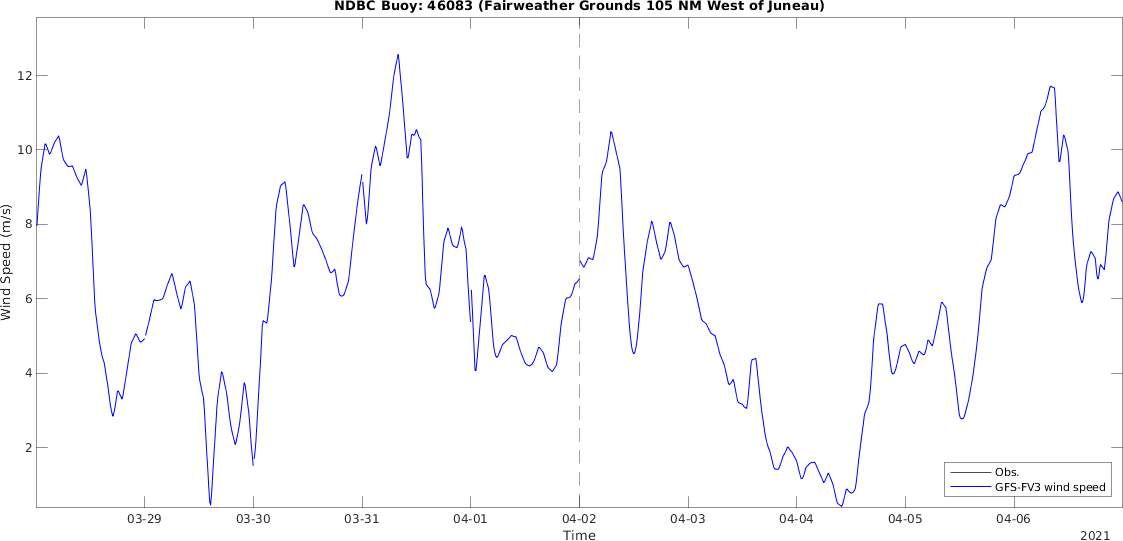 NDBC Buoy: 46083 (Fairweather Grounds 105 NM West of Juneau)
Wind Speed (m/s)
12
10
8
6
4
2
Obs.
GFS-FV3 wind speed
03-29 03-30 03-31 04-01 04-02 04-03 04-04 04-05 04-06
Time
2021